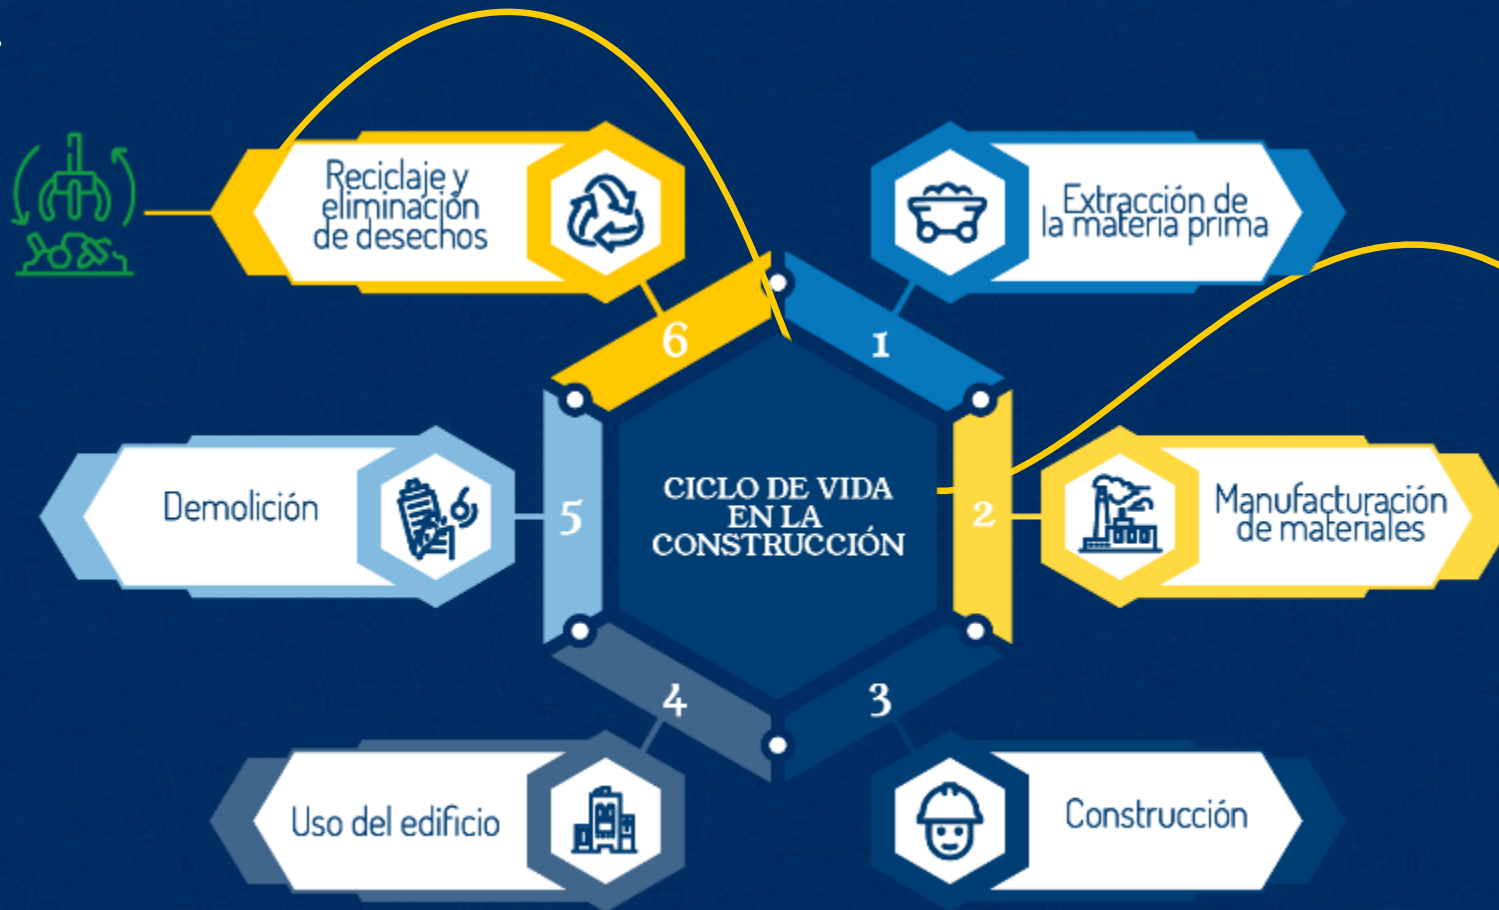 CICLO DE VIDA
EN LA
CONSTRUCCIÓN
1
Extracción de
la materia prima
2
Manufacturación
de materiales
3
Construcción
4
Uso del edificio
5
Demolición
6
Reciclaje y
eliminación
de desechos